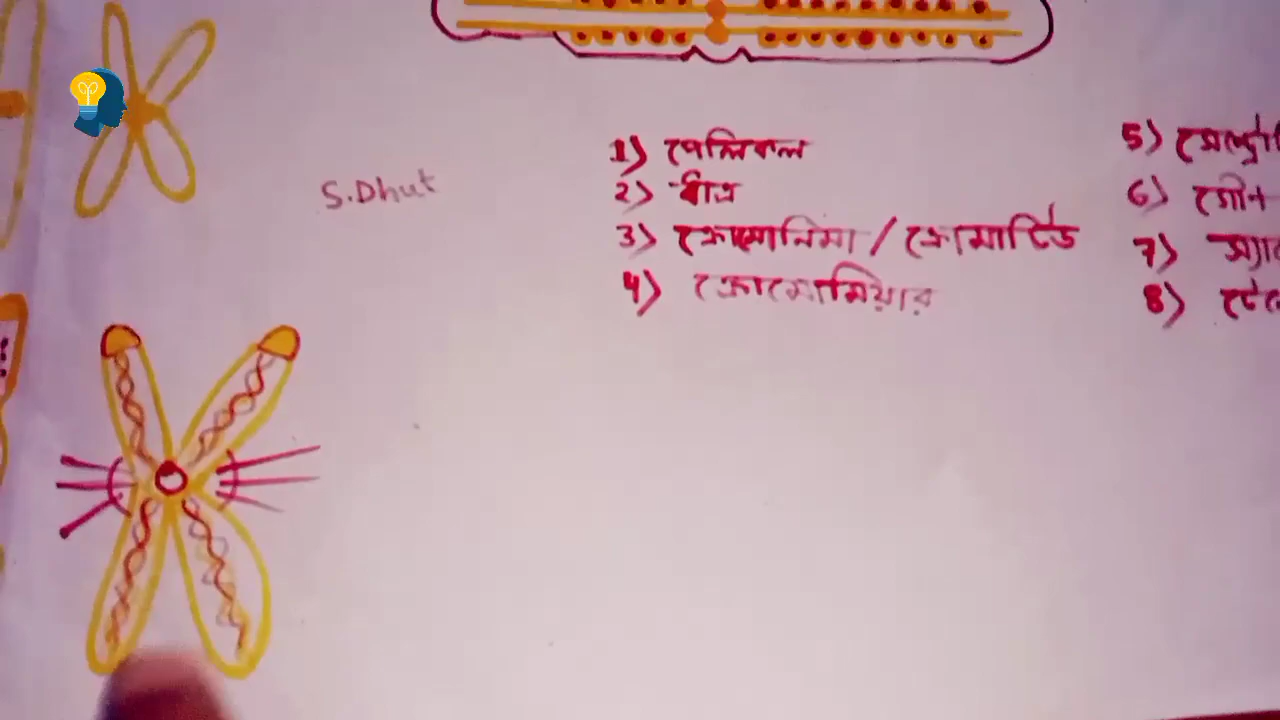 S.Dhut
1) পেলিকল
2) ধাত্র
3) ক্রোমোনিমা / ক্রোমাটিড
4) ক্রোমোমিয়ার
5)
6) গৌণ
7)
8)